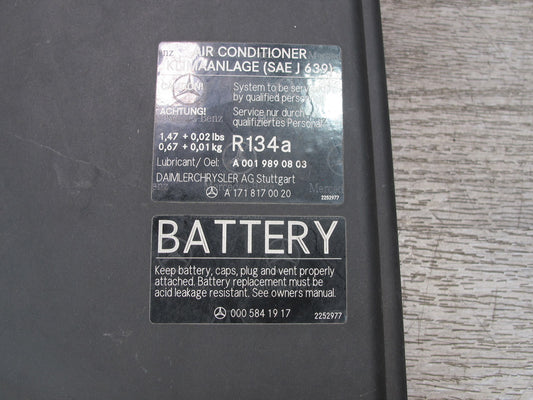 AIR CONDITIONER
KLIMAANLAGE (SAE J 639)
System to be serviced
by qualified personnel
ACHTUNG!
Service nur durch
qualifiziertes Personal
1,47 + 0,02 lbs
0,67 + 0,01 kg R134a
Lubricant/ Oel: A 001 989 08 03
DAIMLERCHRYSLER AG Stuttgart
A 171 817 00 20 2252977
BATTERY
Keep battery, caps, plug and vent properly
attached. Battery replacement must be
acid leakage resistant. See owners manual.
000 584 19 17 2252977